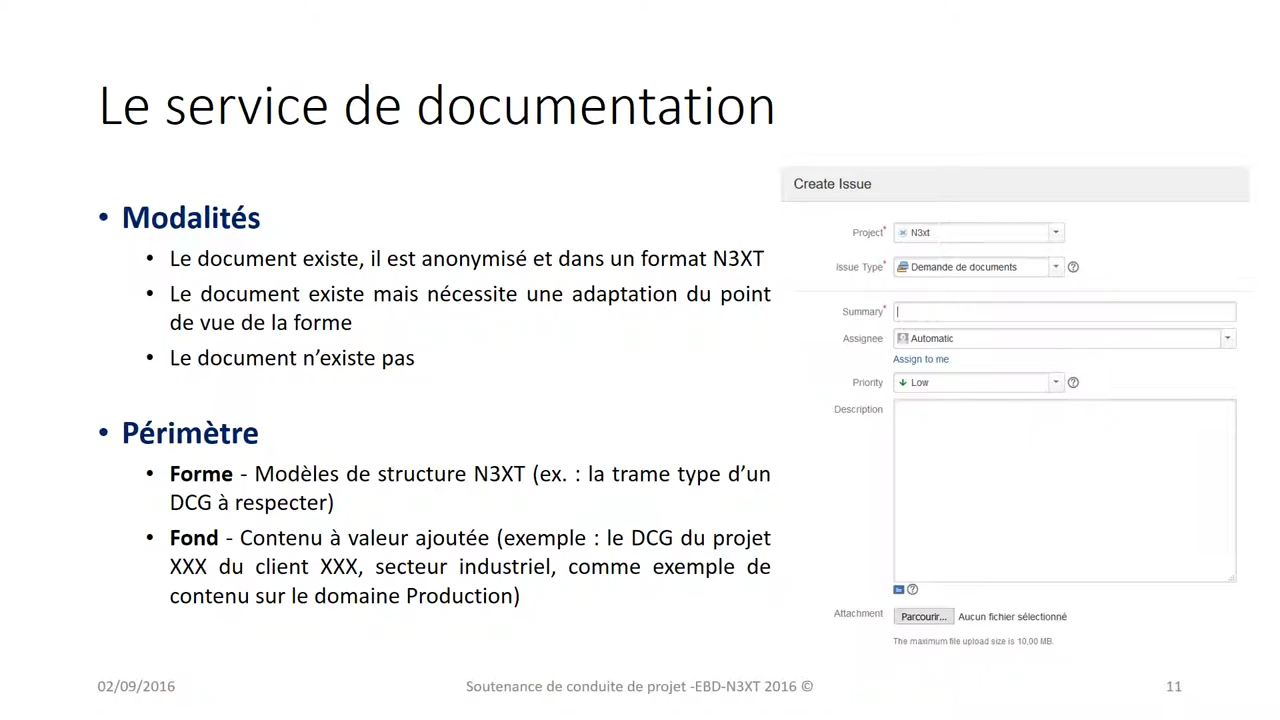 Le service de documentation
• Modalités
• Le document existe, il est anonymisé et dans un format N3XT
• Le document existe mais nécessite une adaptation du point
de vue de la forme
• Le document n’existe pas
• Périmètre
• Forme - Modèles de structure N3XT (ex. : la trame type d’un
DCG à respecter)
• Fond - Contenu à valeur ajoutée (exemple : le DCG du projet
XXX du client XXX, secteur industriel, comme exemple de
contenu sur le domaine Production)
Create Issue
Project* N3xt
Issue Type* Demande de documents
Summary*
Assignee Automatic
Assign to me
Priority Low
Description
Attachment Parcourir... Aucun fichier sélectionné
The maximum file upload size is 10,00 MB.
02/09/2016 Soutenance de conduite de projet -EBD-N3XT 2016 © 11